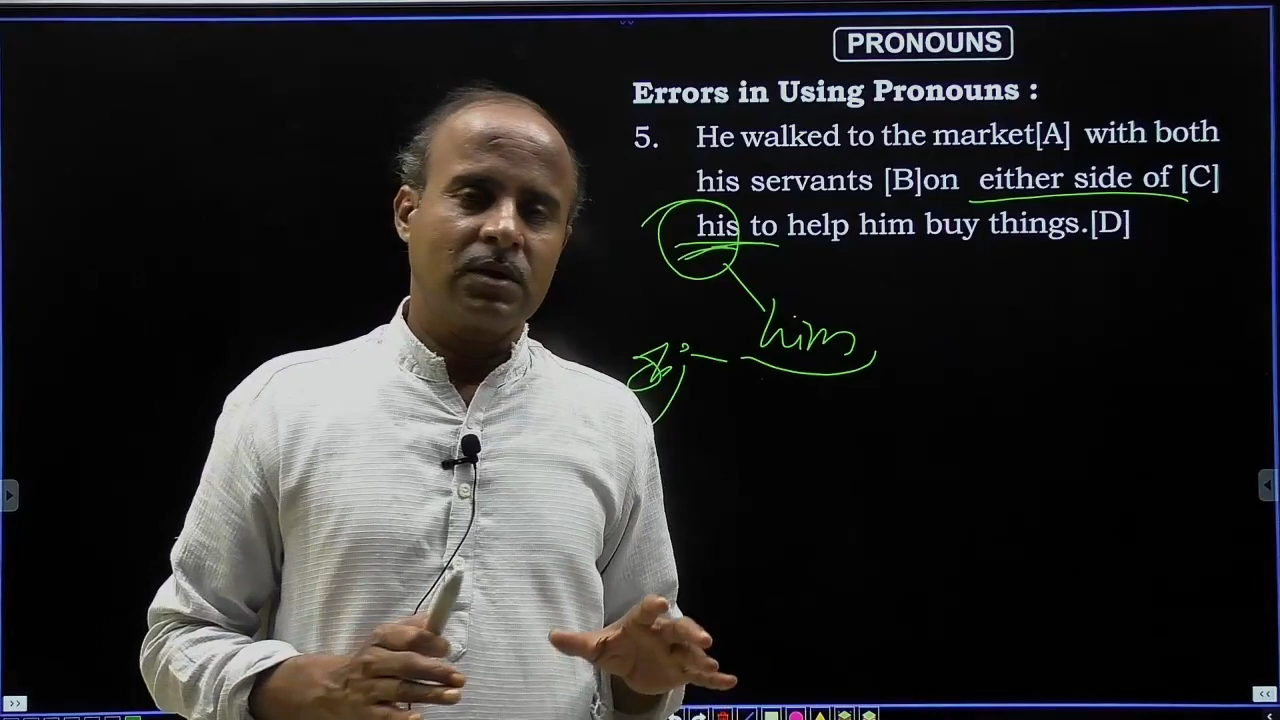 PRONOUNS
Errors in Using Pronouns :
5. He walked to the market[A] with both
his servants [B]on either side of [C]
his to help him buy things.[D]
him